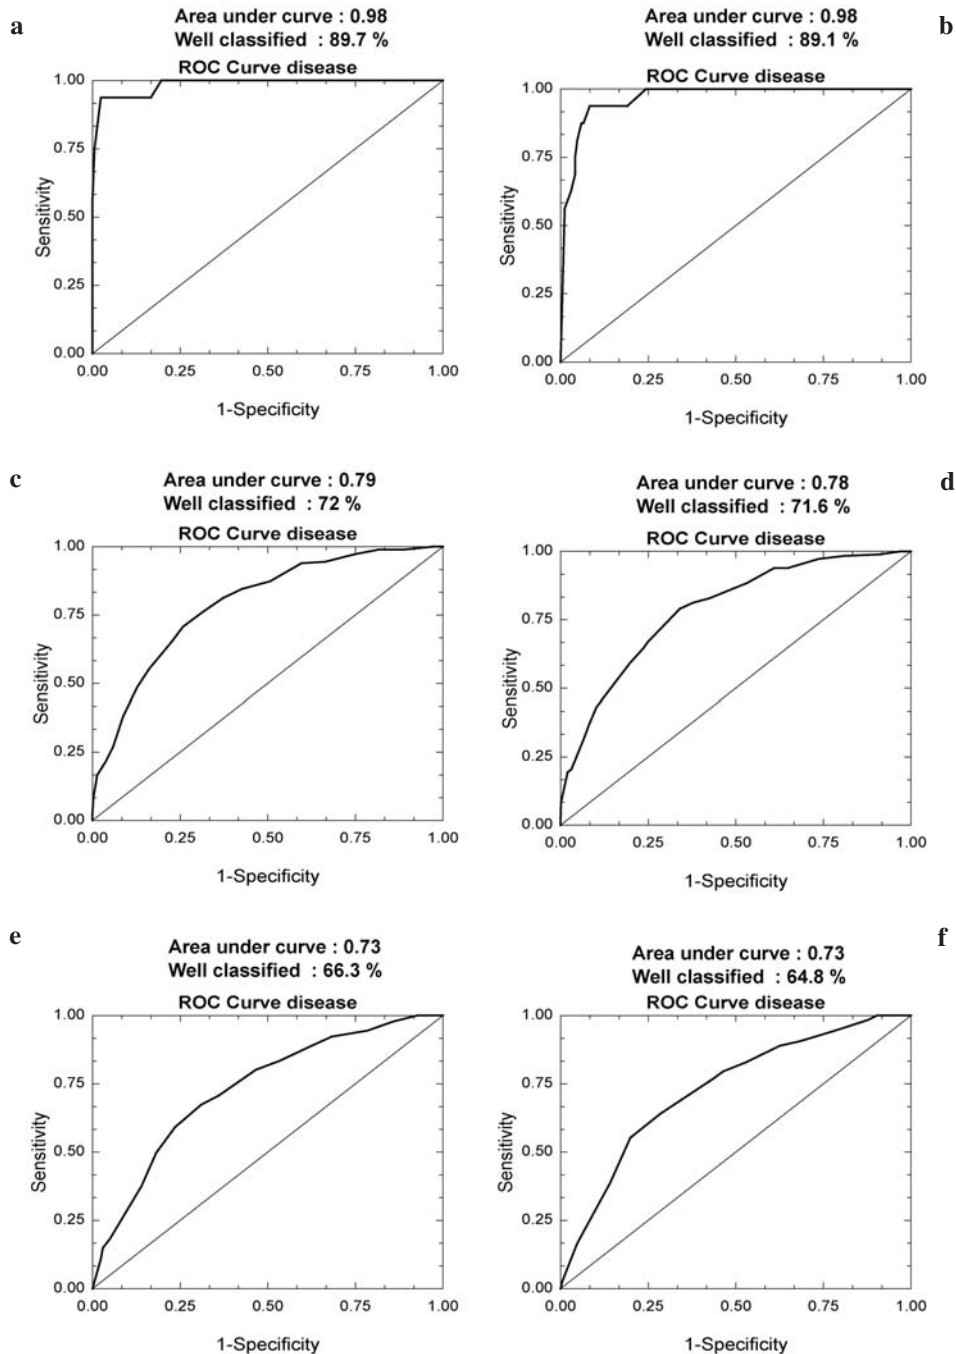 a
Area under curve : 0.98
Well classified : 89.7 %
ROC Curve disease
1.00
0.75
0.50
0.25
0.00
Sensitivity
0.00 0.25 0.50 0.75 1.00
1-Specificity
b
Area under curve : 0.98
Well classified : 89.1 %
ROC Curve disease
1.00
0.75
0.50
0.25
0.00
Sensitivity
0.00 0.25 0.50 0.75 1.00
1-Specificity
c
Area under curve : 0.79
Well classified : 72 %
ROC Curve disease
1.00
0.75
0.50
0.25
0.00
Sensitivity
0.00 0.25 0.50 0.75 1.00
1-Specificity
d
Area under curve : 0.78
Well classified : 71.6 %
ROC Curve disease
1.00
0.75
0.50
0.25
0.00
Sensitivity
0.00 0.25 0.50 0.75 1.00
1-Specificity
e
Area under curve : 0.73
Well classified : 66.3 %
ROC Curve disease
1.00
0.75
0.50
0.25
0.00
Sensitivity
0.00 0.25 0.50 0.75 1.00
1-Specificity
f
Area under curve : 0.73
Well classified : 64.8 %
ROC Curve disease
1.00
0.75
0.50
0.25
0.00
Sensitivity
0.00 0.25 0.50 0.75 1.00
1-Specificity